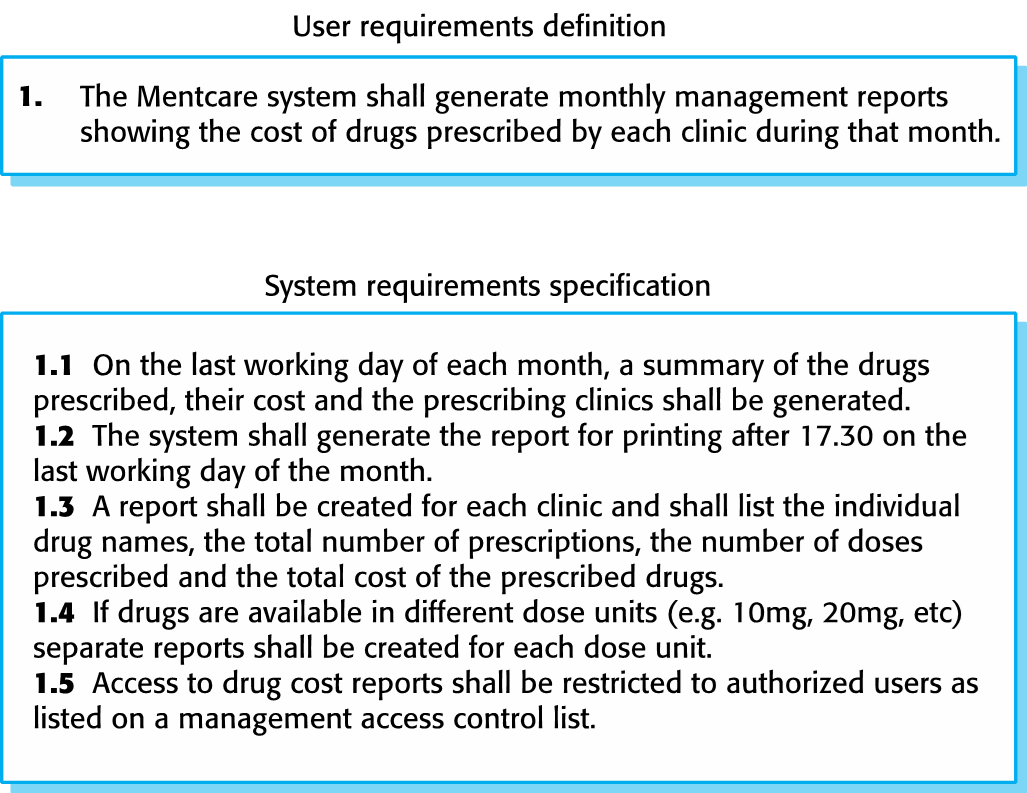 User requirements definition
1. The Mentcare system shall generate monthly management reports
showing the cost of drugs prescribed by each clinic during that month.
System requirements specification
1.1 On the last working day of each month, a summary of the drugs
prescribed, their cost and the prescribing clinics shall be generated.
1.2 The system shall generate the report for printing after 17.30 on the
last working day of the month.
1.3 A report shall be created for each clinic and shall list the individual
drug names, the total number of prescriptions, the number of doses
prescribed and the total cost of the prescribed drugs.
1.4 If drugs are available in different dose units (e.g. 10mg, 20mg, etc)
separate reports shall be created for each dose unit.
1.5 Access to drug cost reports shall be restricted to authorized users as
listed on a management access control list.